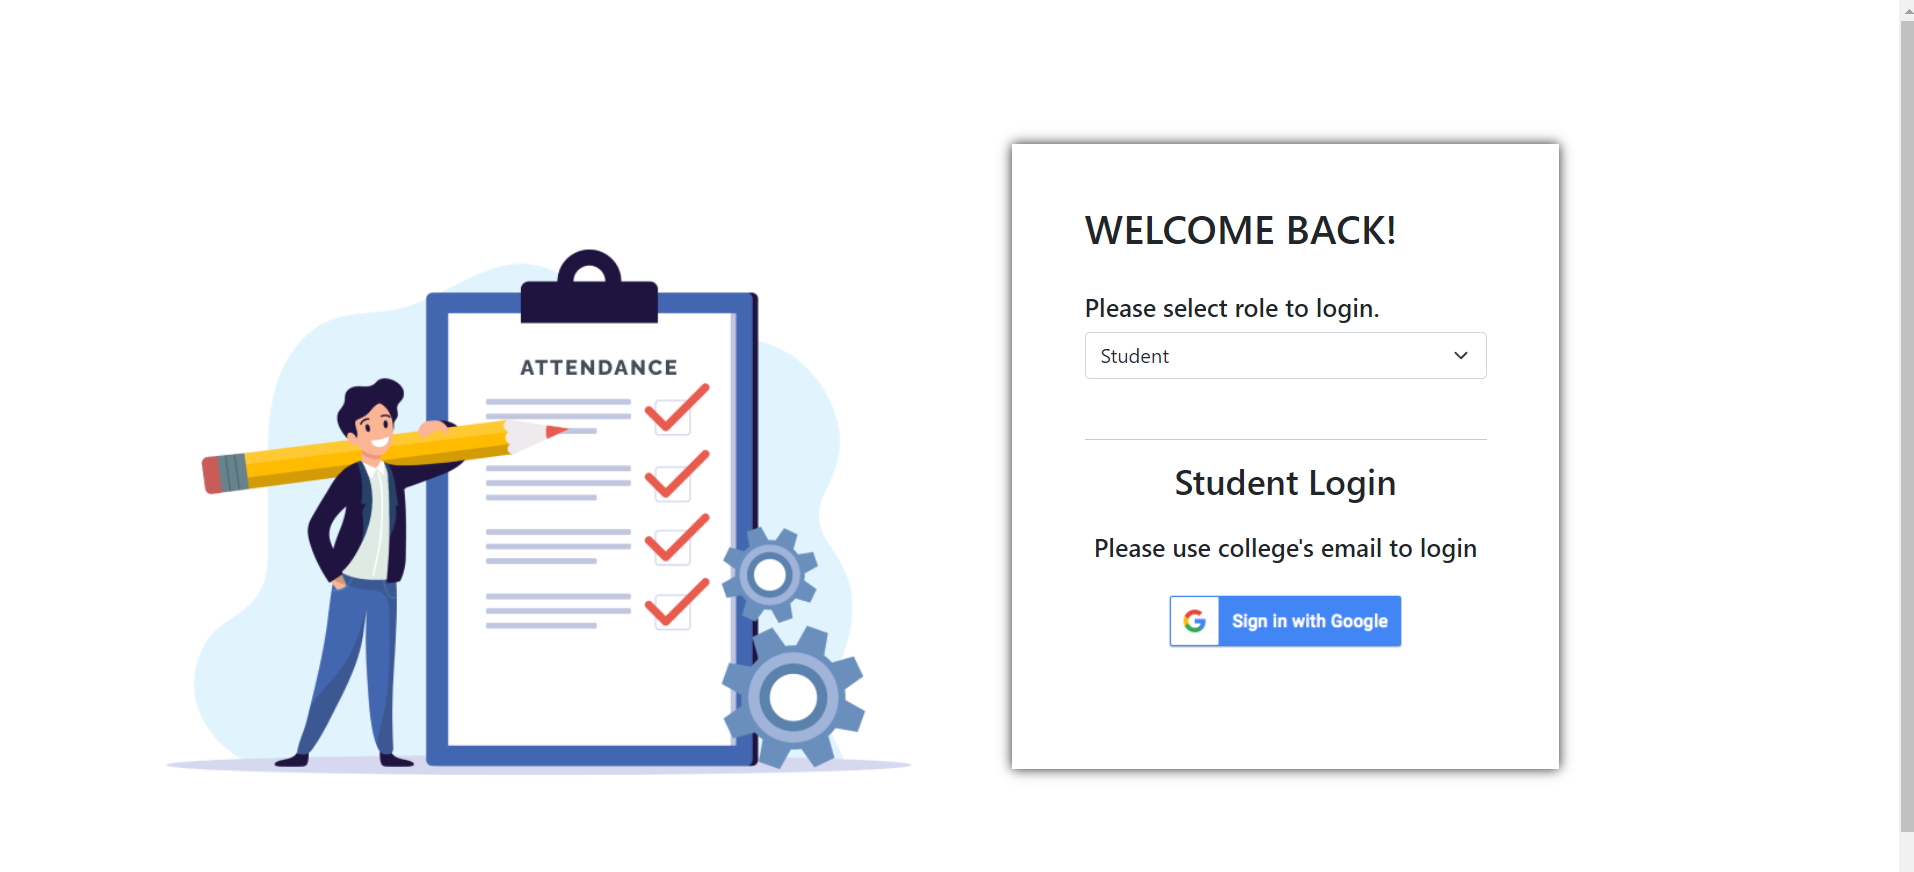 ATTENDANCE
WELCOME BACK!
Please select role to login.
Student
Student Login
Please use college's email to login
Sign in with Google